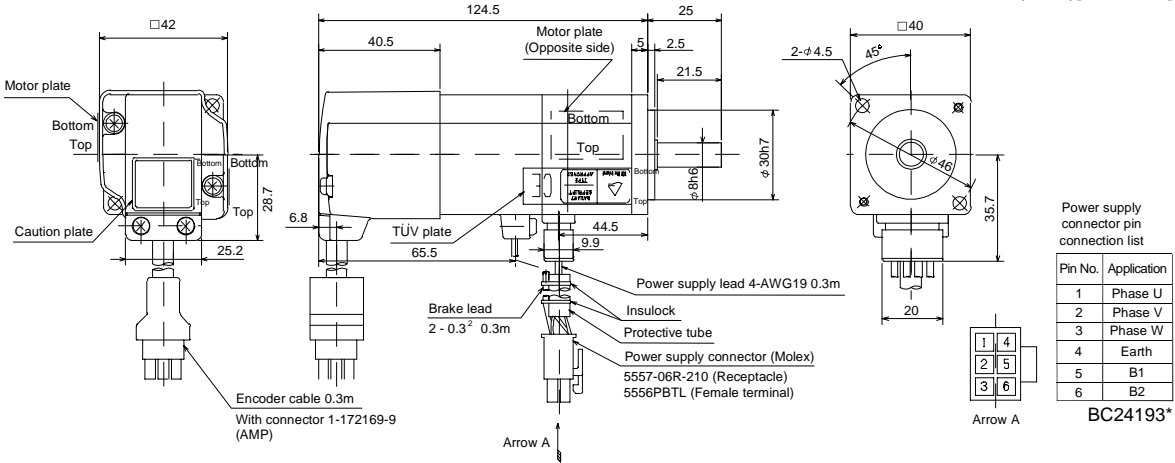 □42
Motor plate
Bottom
Top
Bottom
Top
Bottom
Top
28.7
Caution plate
25.2
Encoder cable 0.3m
With connector 1-172169-9
(AMP)
124.5
25
40.5
Motor plate
(Opposite side)
5
2.5
21.5
Bottom
Top
Bottom
Top
φ8h6
φ30h7
6.8
TÜV plate
44.5
9.9
65.5
Power supply lead 4-AWG19 0.3m
Brake lead
2 - 0.3² 0.3m
Insulock
Protective tube
Power supply connector (Molex)
5557-06R-210 (Receptacle)
5556PBTL (Female terminal)
Arrow A
□40
2-φ4.5
45°
φ46
35.7
20
1 4
2 5
3 6
Arrow A
Power supply
connector pin
connection list
Pin No. Application
1 Phase U
2 Phase V
3 Phase W
4 Earth
5 B1
6 B2
BC24193*